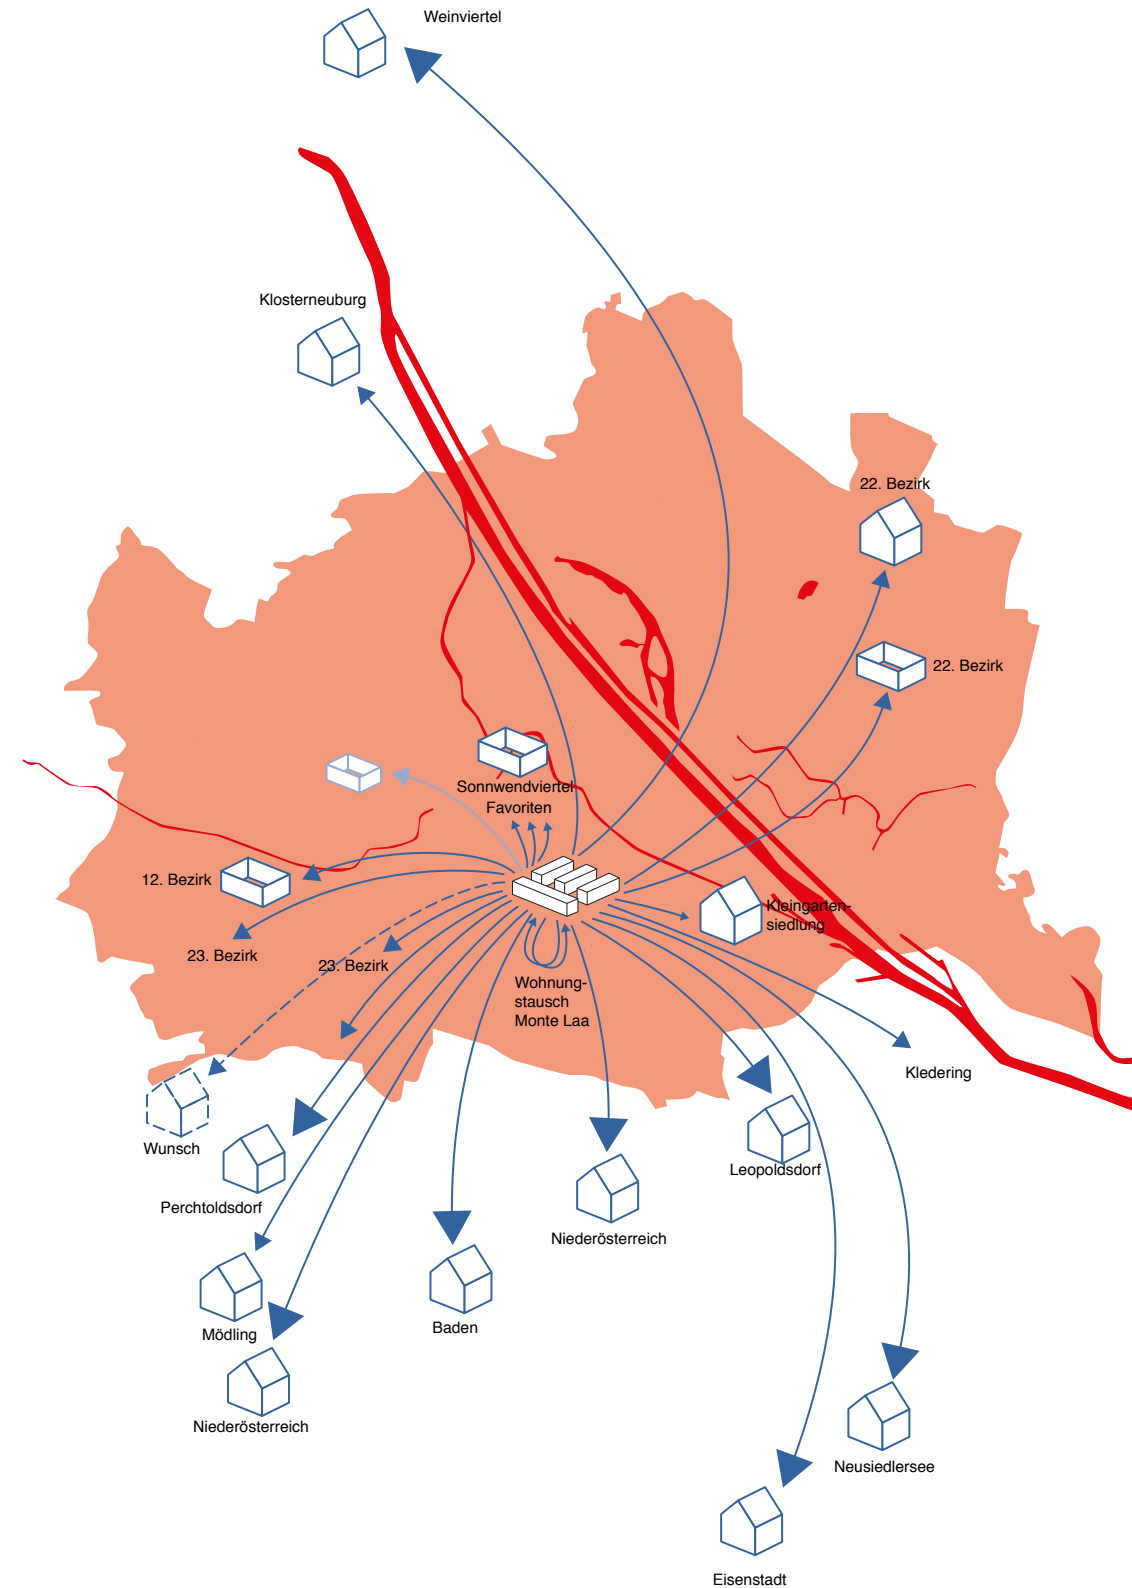 Weinviertel
Klosterneuburg
22. Bezirk
22. Bezirk
Sonnwendviertel
Favoriten
12. Bezirk
Kleingarten-
siedlung
23. Bezirk
23. Bezirk
Wohnung-
stausch
Monte Laa
Kledering
Wunsch
Leopoldsdorf
Perchtoldsdorf
Niederösterreich
Mödling
Baden
Niederösterreich
Neusiedlersee
Eisenstadt